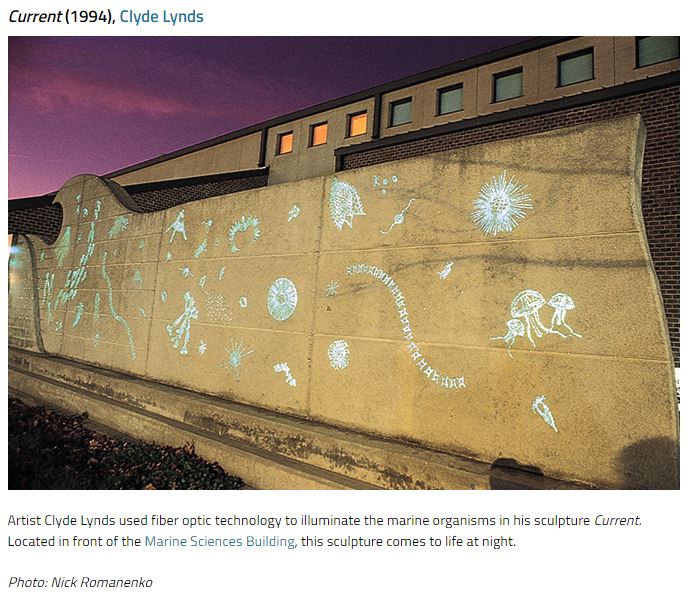 Current (1994), Clyde Lynds
Artist Clyde Lynds used fiber optic technology to illuminate the marine organisms in his sculpture Current.
Located in front of the Marine Sciences Building, this sculpture comes to life at night.
Photo: Nick Romanenko